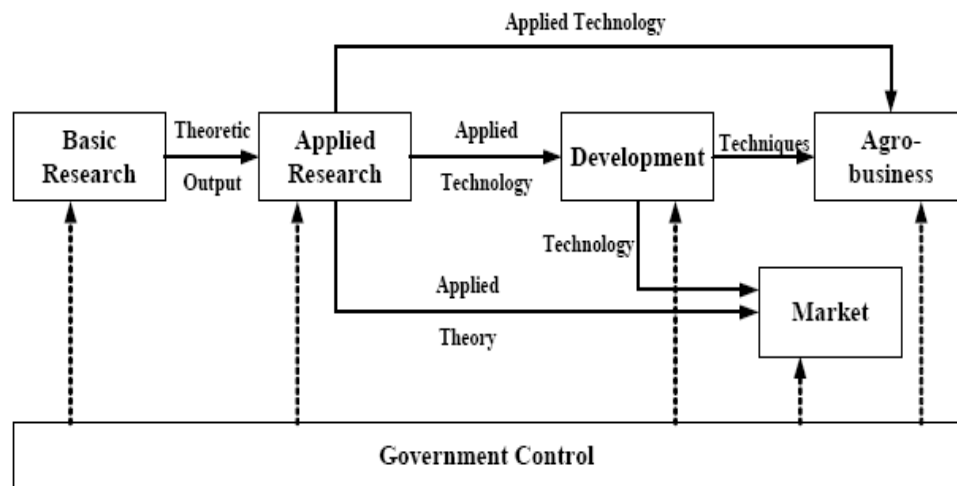 Applied Technology
Basic
Research
Theoretic
Output
Applied
Research
Applied
Technology
Development
Techniques
Agro-
business
Technology
Applied
Theory
Market
Government Control